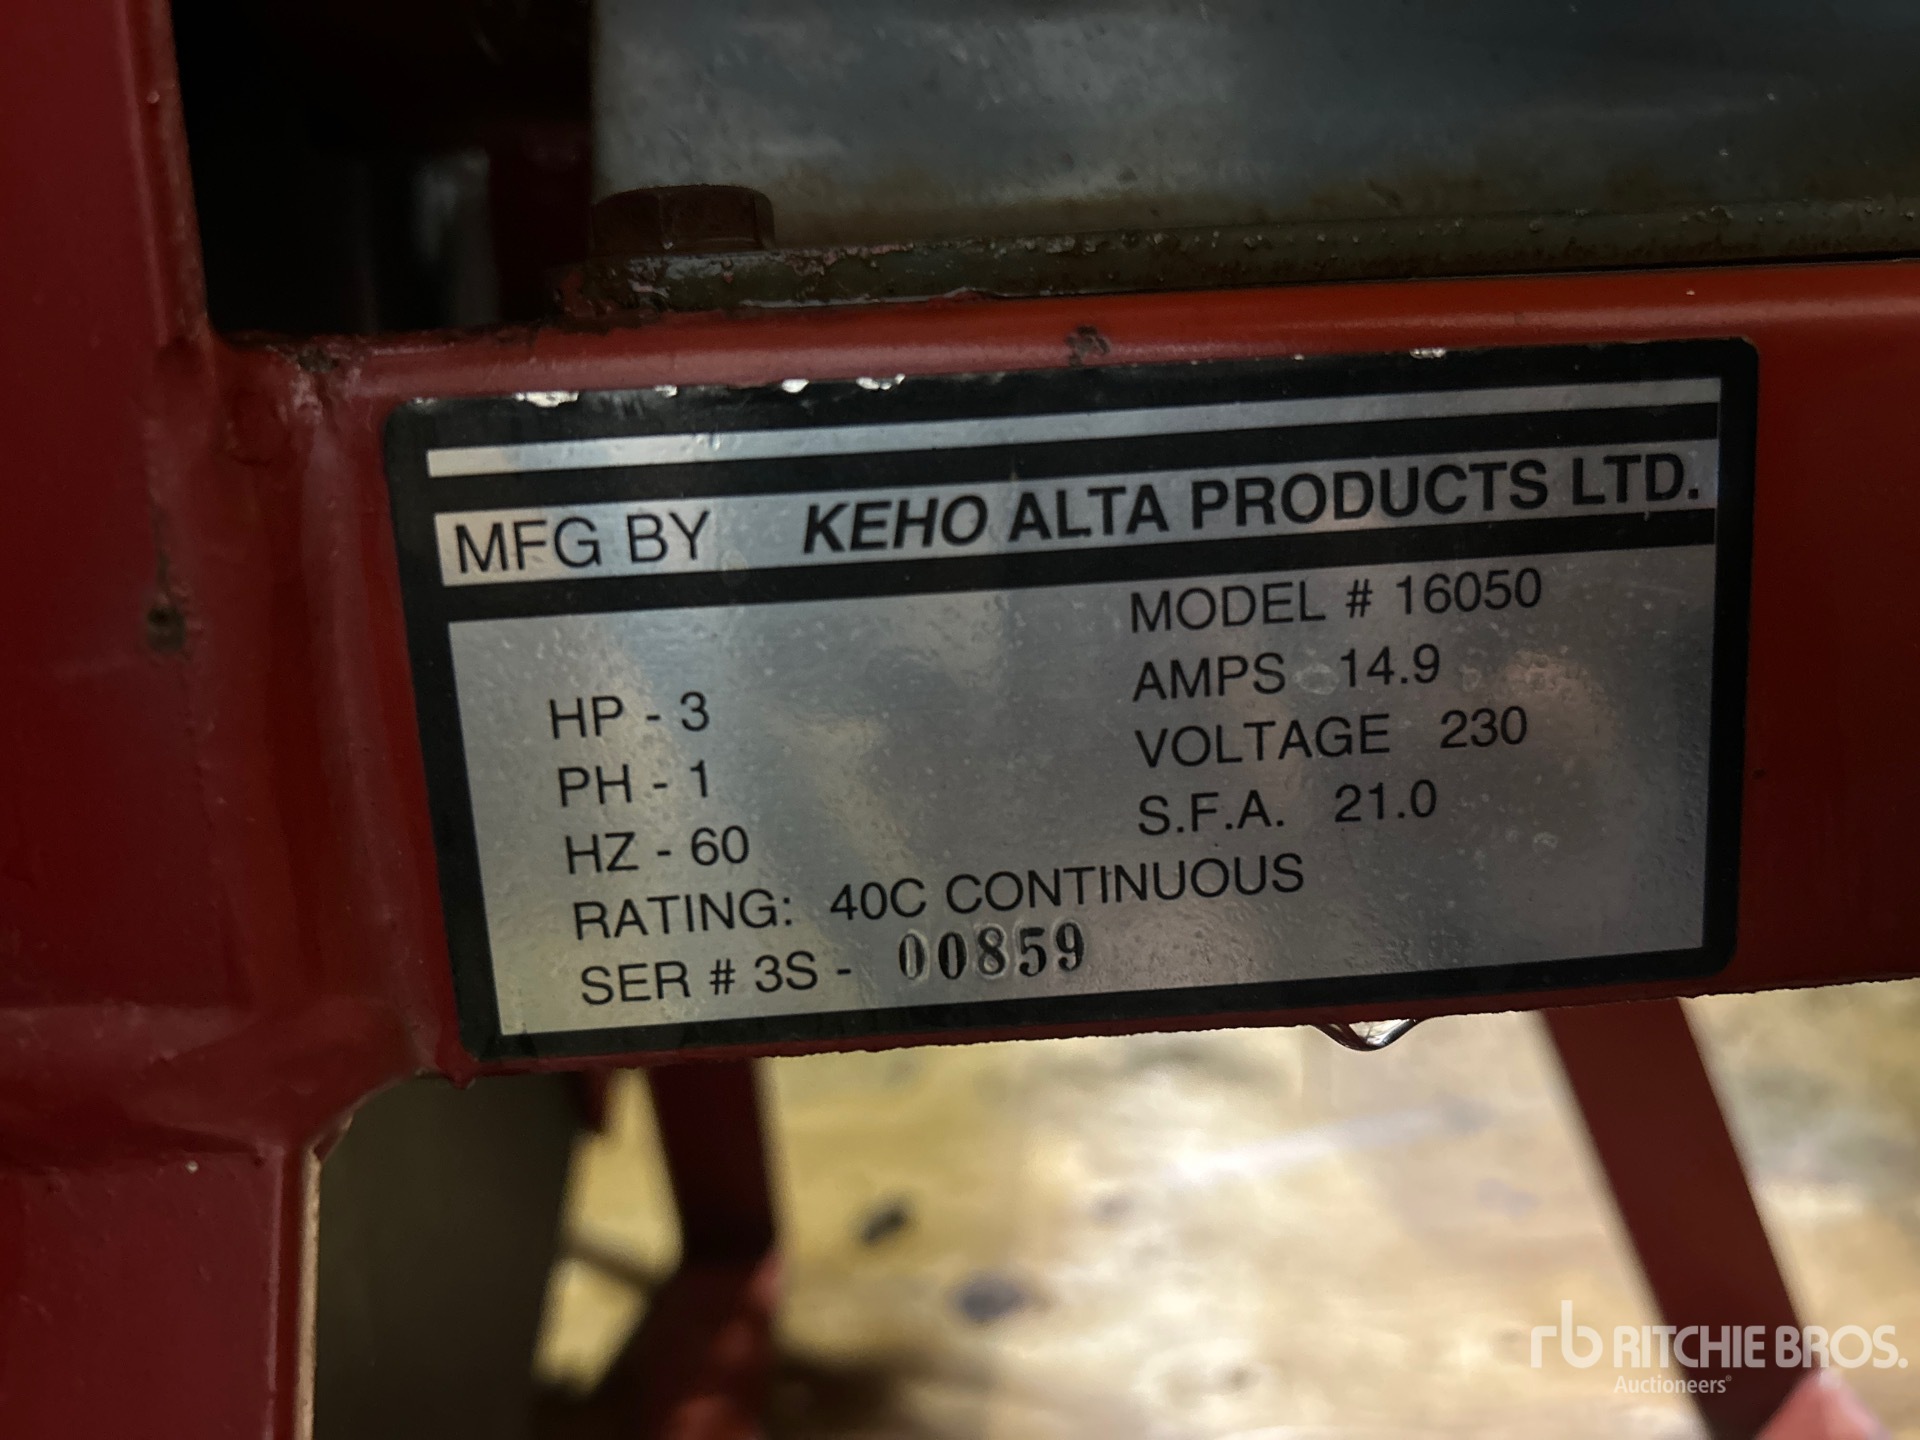 MFG BY KEHO ALTA PRODUCTS LTD.
MODEL # 16050
AMPS 14.9
HP - 3
VOLTAGE 230
PH - 1
S.F.A. 21.0
HZ - 60
RATING: 40C CONTINUOUS
SER # 3S - 00859
rb RITCHIE BROS.
Auctioneers®